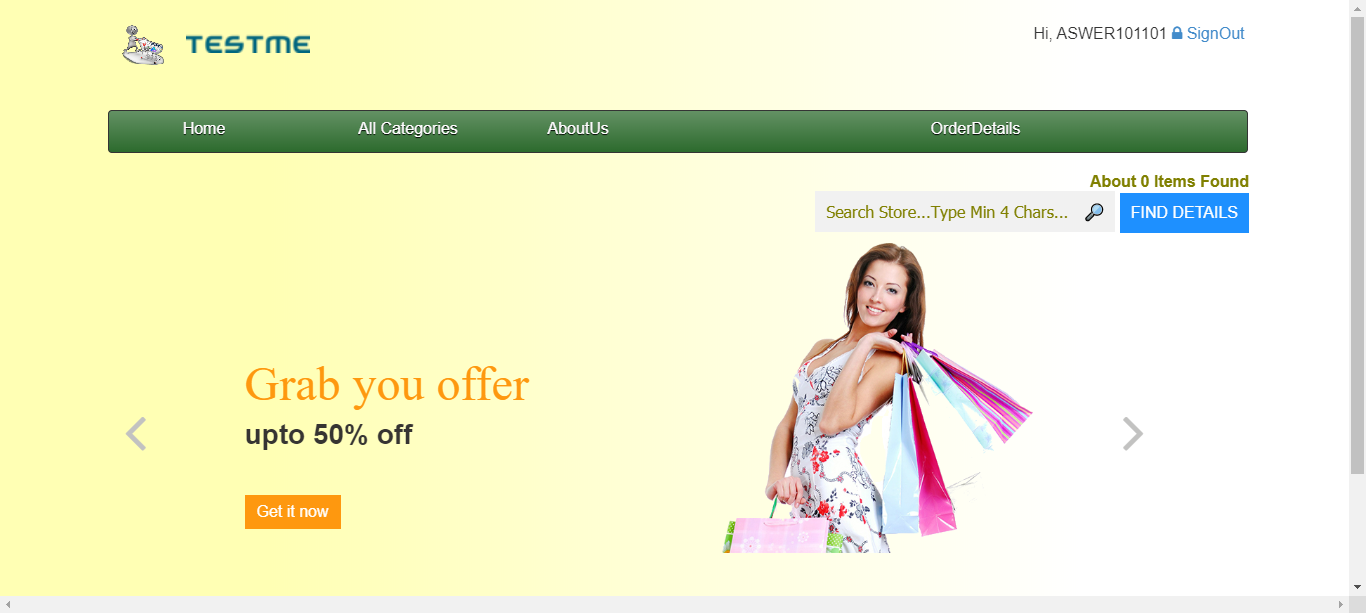 TESTME
Hi, ASWER101101 SignOut
Home All Categories AboutUs OrderDetails
About 0 Items Found
Search Store...Type Min 4 Chars... FIND DETAILS
Grab you offer
upto 50% off
Get it now